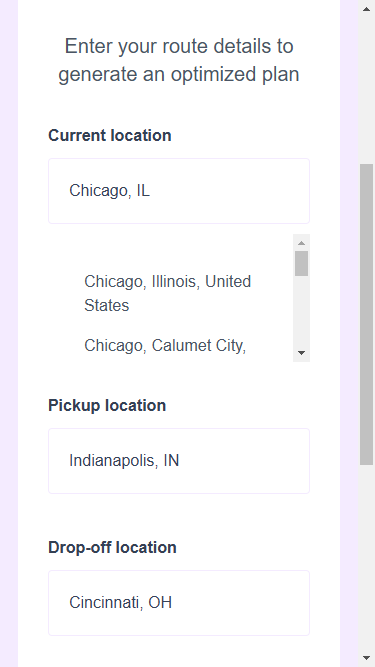 Enter your route details to
generate an optimized plan
Current location
Chicago, IL
Chicago, Illinois, United
States
Chicago, Calumet City,
Pickup location
Indianapolis, IN
Drop-off location
Cincinnati, OH